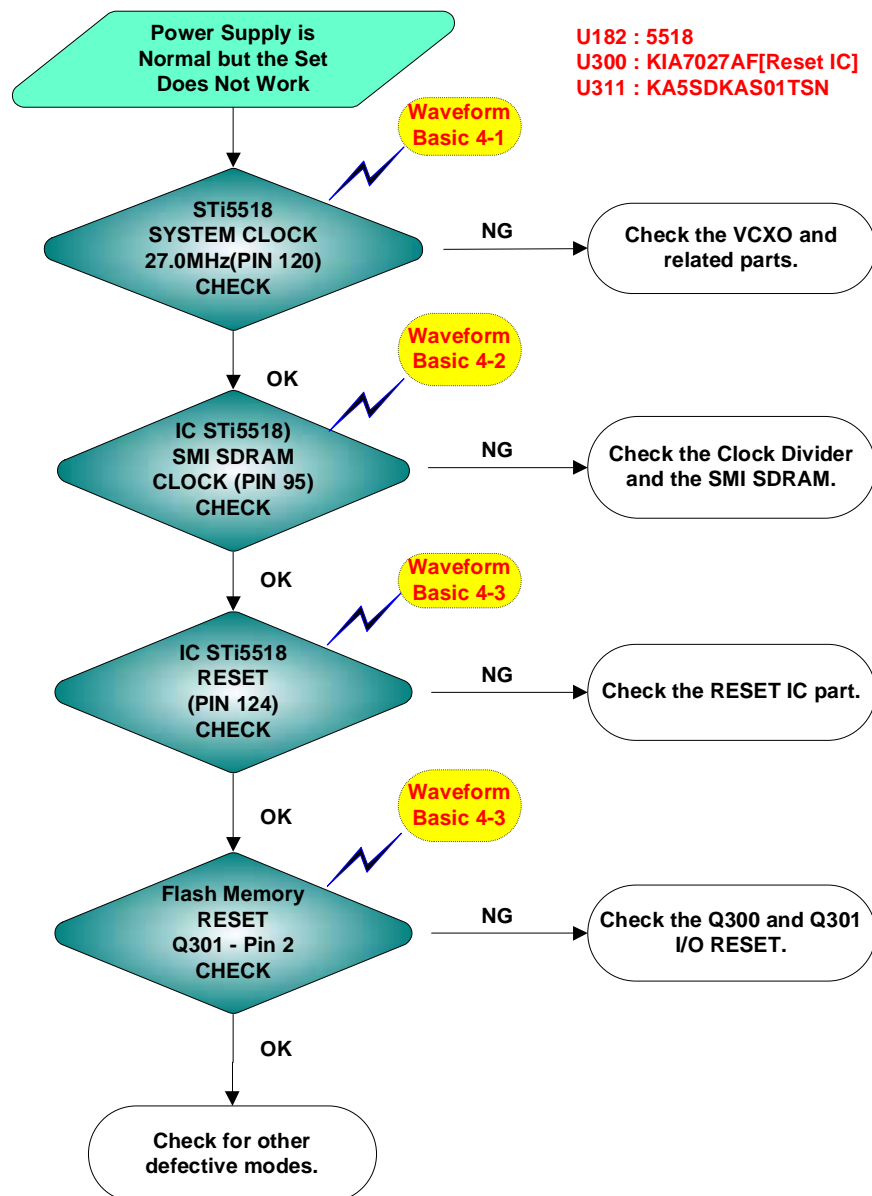 Power Supply is
Normal but the Set
Does Not Work
U182 : 5518
U300 : KIA7027AF[Reset IC]
U311 : KA5SDKAS01TSN
Waveform
Basic 4-1
STi5518
SYSTEM CLOCK
27.0MHz(PIN 120)
CHECK
NG
Check the VCXO and
related parts.
OK
Waveform
Basic 4-2
IC STi5518)
SMI SDRAM
CLOCK (PIN 95)
CHECK
NG
Check the Clock Divider
and the SMI SDRAM.
OK
Waveform
Basic 4-3
IC STi5518
RESET
(PIN 124)
CHECK
NG
Check the RESET IC part.
OK
Waveform
Basic 4-3
Flash Memory
RESET
Q301 - Pin 2
CHECK
NG
Check the Q300 and Q301
I/O RESET.
OK
Check for other
defective modes.